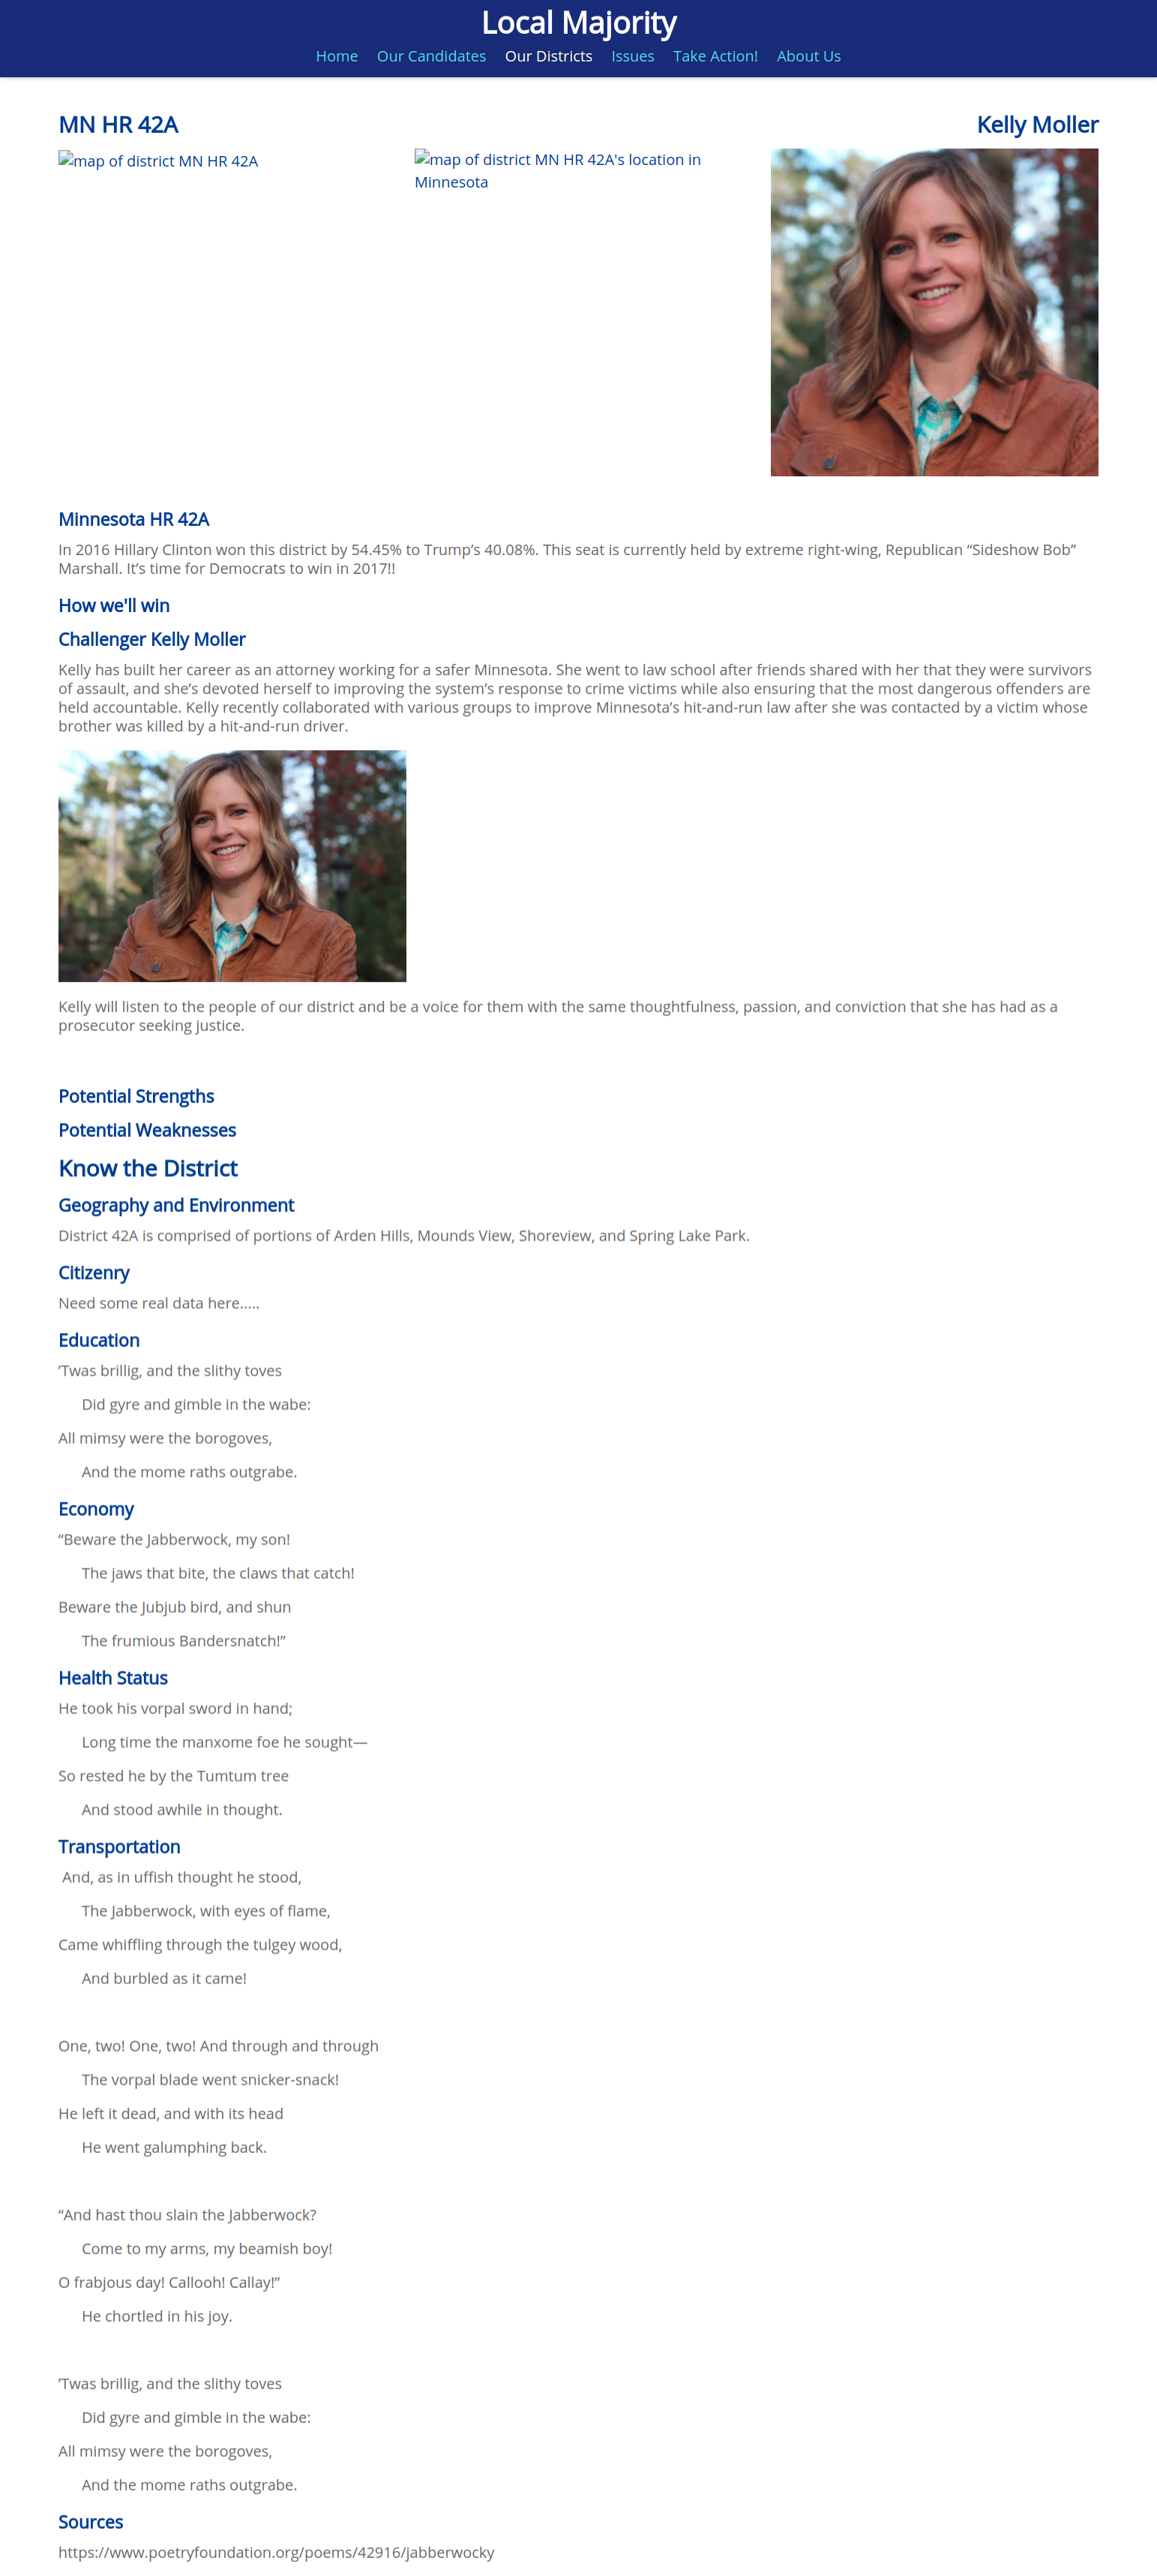 Local Majority
Home Our Candidates Our Districts Issues Take Action! About Us
MN HR 42A
Kelly Moller
map of district MN HR 42A
map of district MN HR 42A's location in
Minnesota
Minnesota HR 42A
In 2016 Hillary Clinton won this district by 54.45% to Trump’s 40.08%. This seat is currently held by extreme right-wing, Republican “Sideshow Bob”
Marshall. It’s time for Democrats to win in 2017!!
How we'll win
Challenger Kelly Moller
Kelly has built her career as an attorney working for a safer Minnesota. She went to law school after friends shared with her that they were survivors
of assault, and she’s devoted herself to improving the system’s response to crime victims while also ensuring that the most dangerous offenders are
held accountable. Kelly recently collaborated with various groups to improve Minnesota’s hit-and-run law after she was contacted by a victim whose
brother was killed by a hit-and-run driver.
Kelly will listen to the people of our district and be a voice for them with the same thoughtfulness, passion, and conviction that she has had as a
prosecutor seeking justice.
Potential Strengths
Potential Weaknesses
Know the District
Geography and Environment
District 42A is comprised of portions of Arden Hills, Mounds View, Shoreview, and Spring Lake Park.
Citizenry
Need some real data here.....
Education
’Twas brillig, and the slithy toves
Did gyre and gimble in the wabe:
All mimsy were the borogoves,
And the mome raths outgrabe.
Economy
“Beware the Jabberwock, my son!
The jaws that bite, the claws that catch!
Beware the Jubjub bird, and shun
The frumious Bandersnatch!”
Health Status
He took his vorpal sword in hand;
Long time the manxome foe he sought—
So rested he by the Tumtum tree
And stood awhile in thought.
Transportation
And, as in uffish thought he stood,
The Jabberwock, with eyes of flame,
Came whiffling through the tulgey wood,
And burbled as it came!
One, two! One, two! And through and through
The vorpal blade went snicker-snack!
He left it dead, and with its head
He went galumphing back.
“And hast thou slain the Jabberwock?
Come to my arms, my beamish boy!
O frabjous day! Callooh! Callay!”
He chortled in his joy.
’Twas brillig, and the slithy toves
Did gyre and gimble in the wabe:
All mimsy were the borogoves,
And the mome raths outgrabe.
Sources
https://www.poetryfoundation.org/poems/42916/jabberwocky